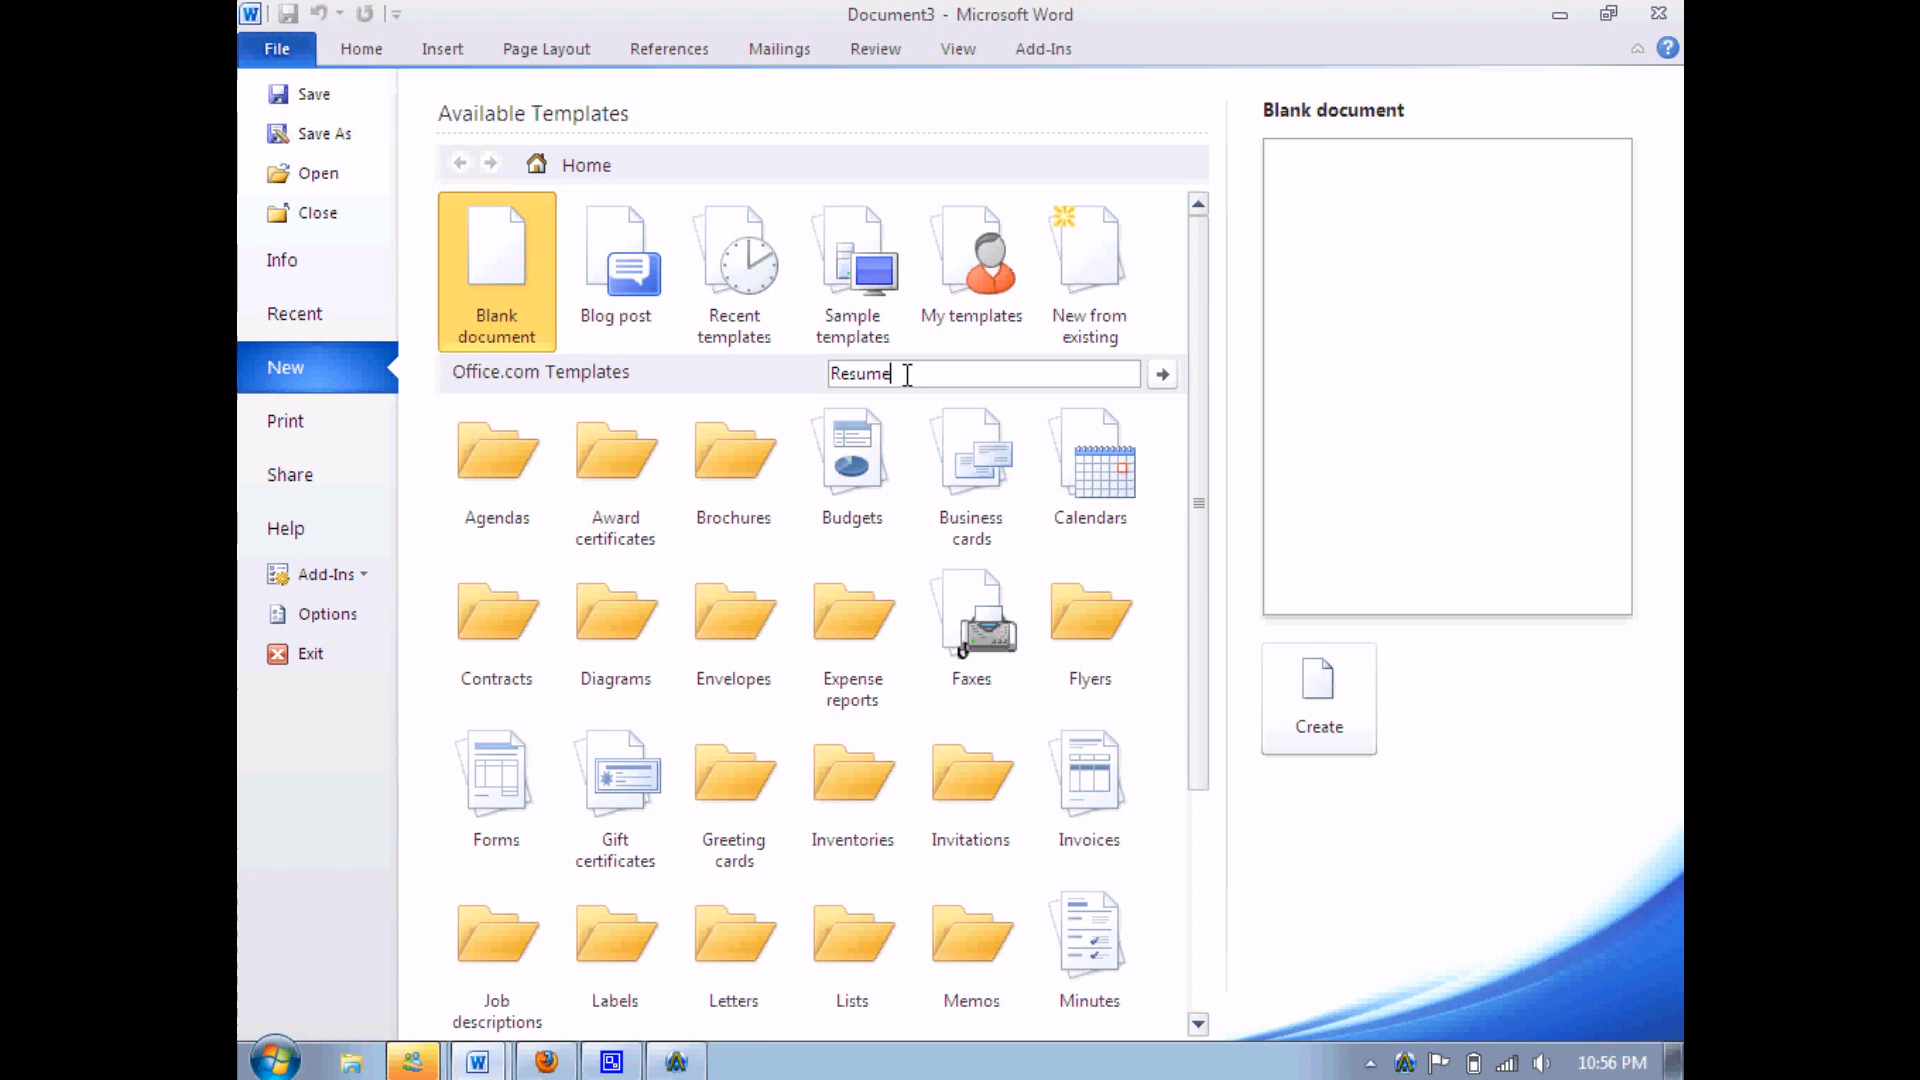 Document3 - Microsoft Word
File Home Insert Page Layout References Mailings Review View Add-Ins
Save
Save As
Open
Close
Info
Recent
New
Print
Share
Help
Add-Ins
Options
Exit
Available Templates
Home
Blank document
Blog post
Recent templates
Sample templates
My templates
New from existing
Office.com Templates
Resume
Agendas
Award certificates
Brochures
Budgets
Business cards
Calendars
Contracts
Diagrams
Envelopes
Expense reports
Faxes
Flyers
Forms
Gift certificates
Greeting cards
Inventories
Invitations
Invoices
Job descriptions
Labels
Letters
Lists
Memos
Minutes
Blank document
Create
10:56 PM